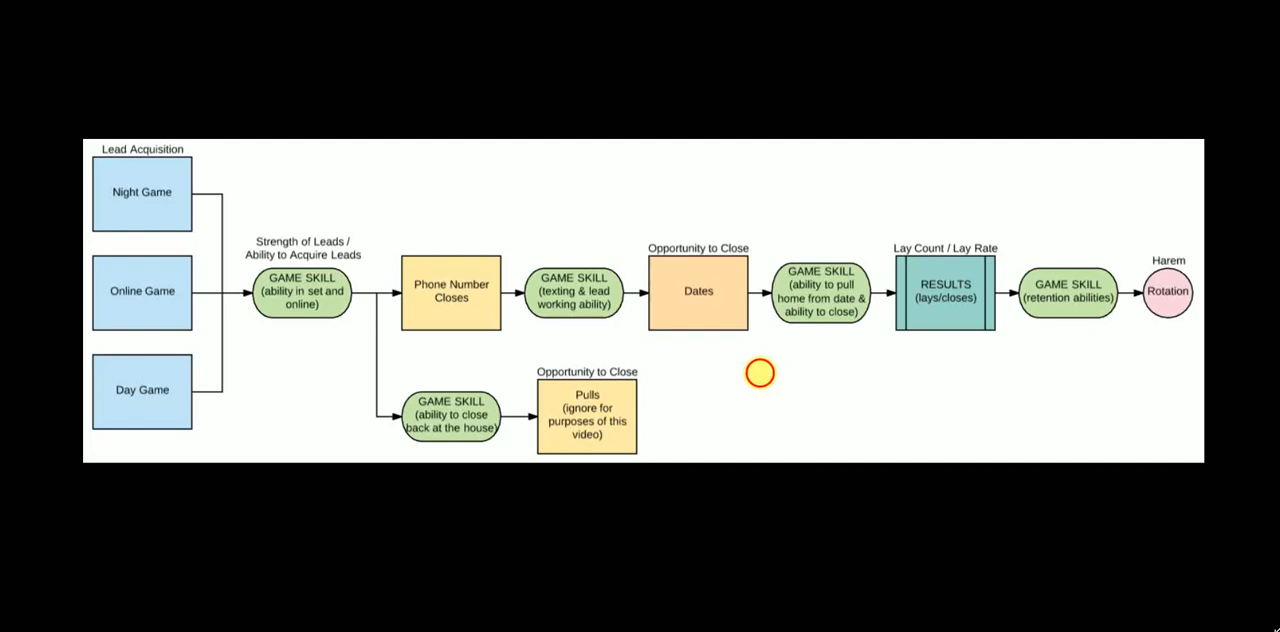 Lead Acquisition
Night Game
Online Game
Day Game
Strength of Leads /
Ability to Acquire Leads
GAME SKILL
(ability in set and
online)
Phone Number
Closes
GAME SKILL
(texting & lead
working ability)
Opportunity to Close
Dates
GAME SKILL
(ability to pull
home from date &
ability to close)
Lay Count / Lay Rate
RESULTS
(lays/closes)
GAME SKILL
(retention abilities)
Harem
Rotation
GAME SKILL
(ability to close
back at the house)
Opportunity to Close
Pulls
(ignore for
purposes of this
video)